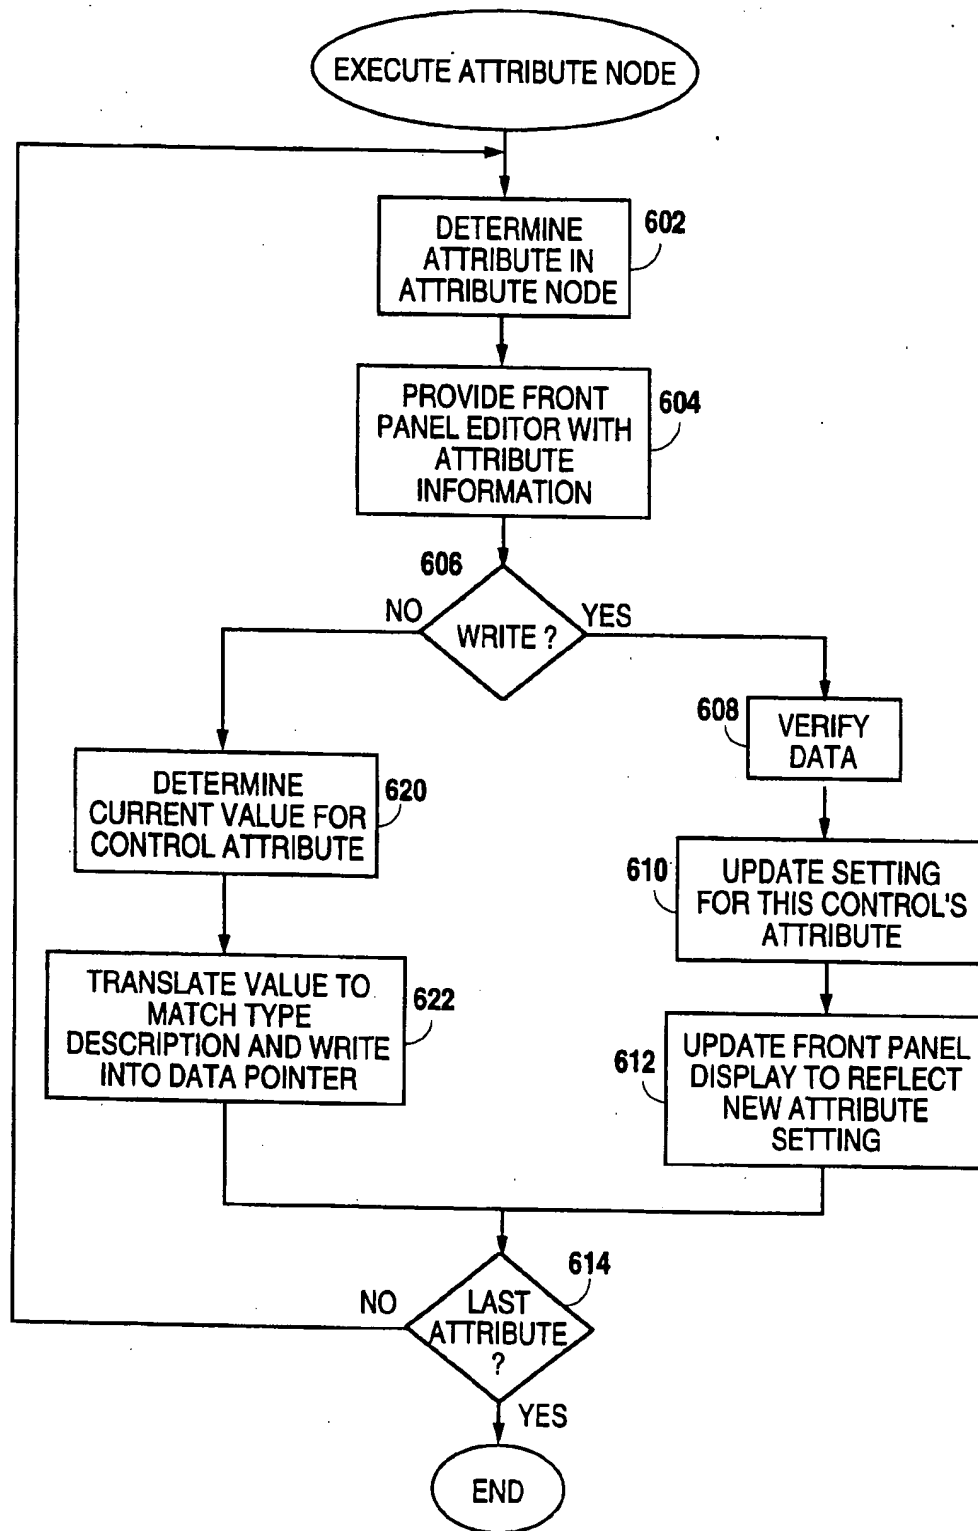 EXECUTE ATTRIBUTE NODE
DETERMINE
ATTRIBUTE IN
ATTRIBUTE NODE
602
PROVIDE FRONT
PANEL EDITOR WITH
ATTRIBUTE
INFORMATION
604
606
NO
WRITE ?
YES
608
VERIFY
DATA
DETERMINE
CURRENT VALUE FOR
CONTROL ATTRIBUTE
620
610
UPDATE SETTING
FOR THIS CONTROL'S
ATTRIBUTE
TRANSLATE VALUE TO
MATCH TYPE
DESCRIPTION AND WRITE
INTO DATA POINTER
622
612
UPDATE FRONT PANEL
DISPLAY TO REFLECT
NEW ATTRIBUTE
SETTING
614
NO
LAST
ATTRIBUTE
?
YES
END